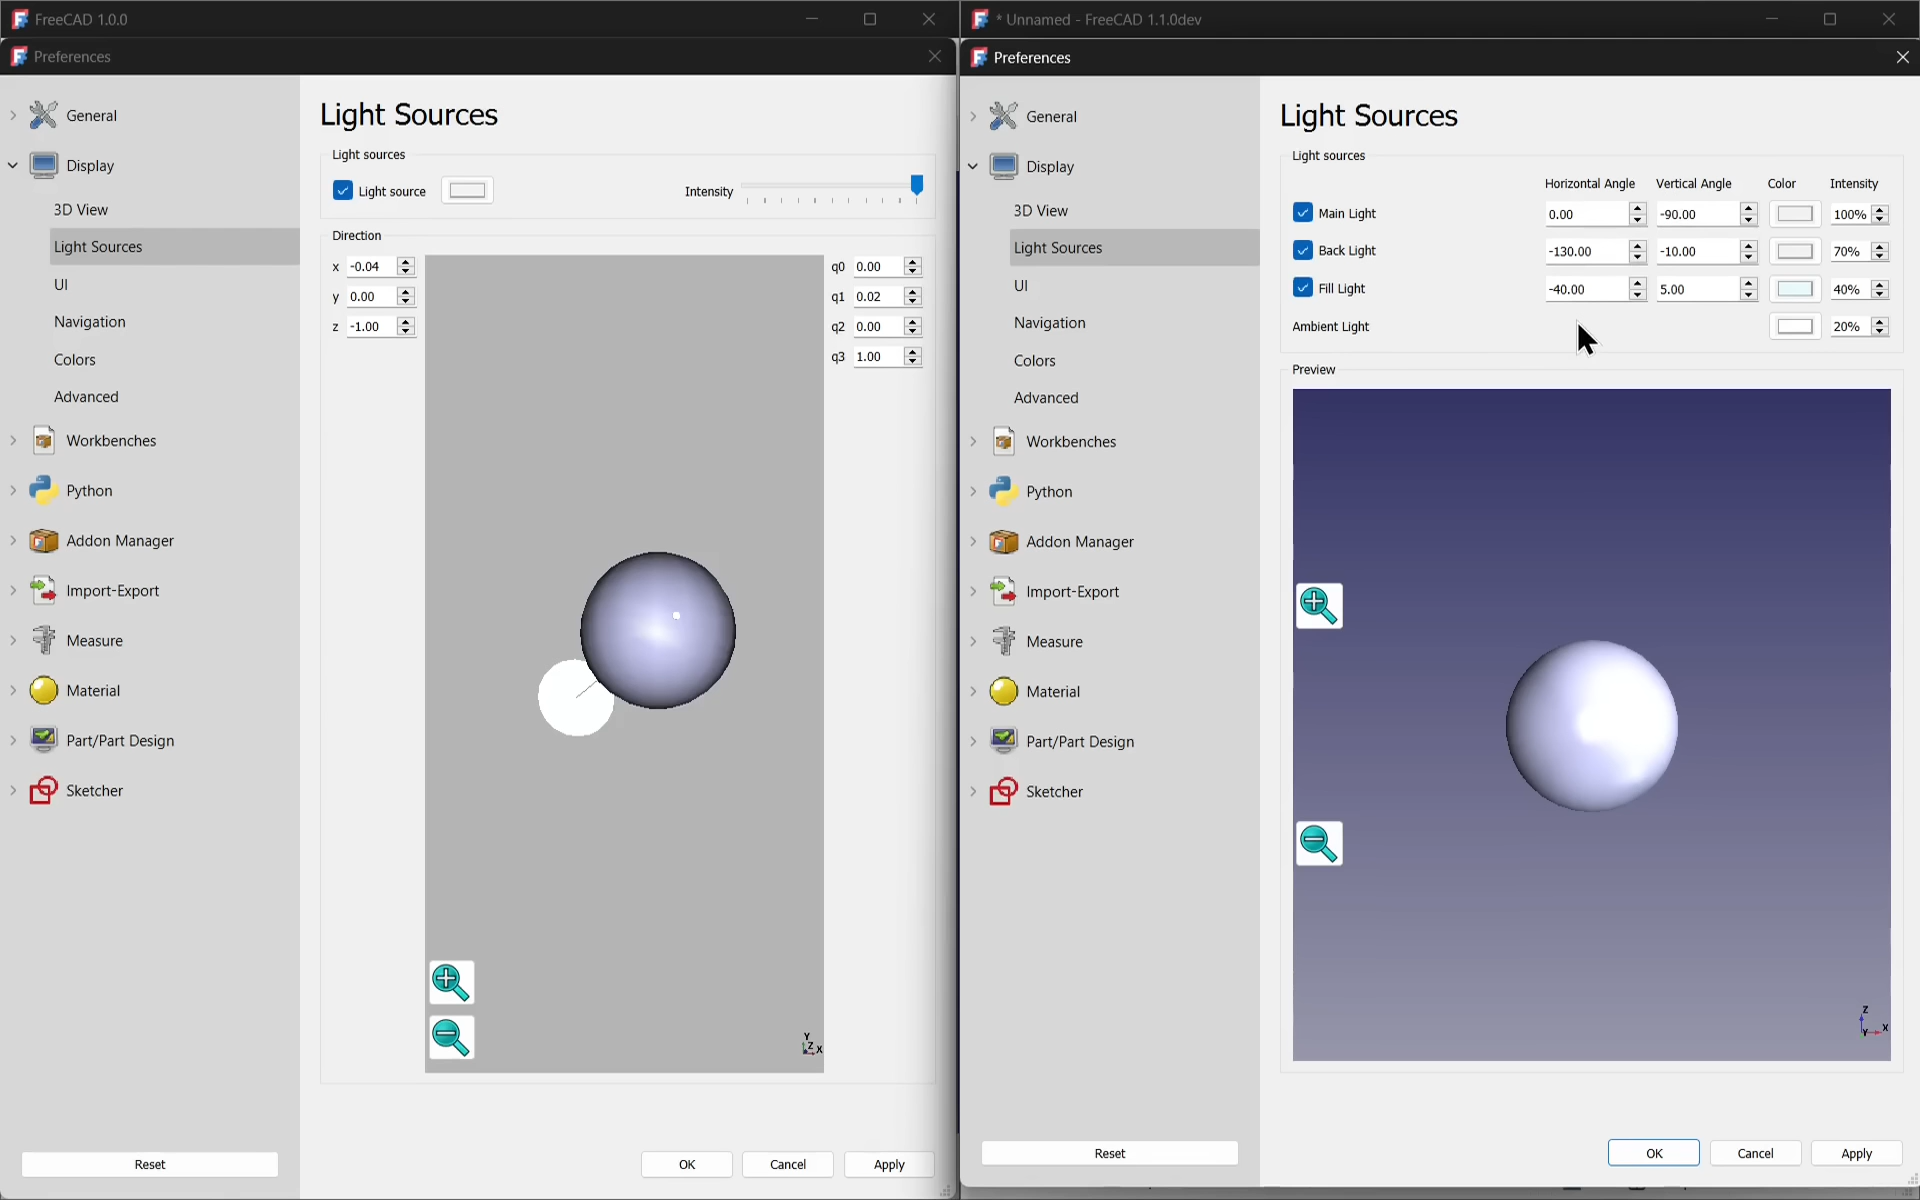 FreeCAD 1.0.0
Preferences
General
Display
3D View
Light Sources
UI
Navigation
Colors
Advanced
Workbenches
Python
Addon Manager
Import-Export
Measure
Material
Part/Part Design
Sketcher
Reset
Light Sources
Light sources
Light source
Intensity
Direction
x -0.04
y 0.00
z -1.00
q0 0.00
q1 0.02
q2 0.00
q3 1.00
Y
Z X
OK Cancel Apply
* Unnamed - FreeCAD 1.1.0dev
Preferences
General
Display
3D View
Light Sources
UI
Navigation
Colors
Advanced
Workbenches
Python
Addon Manager
Import-Export
Measure
Material
Part/Part Design
Sketcher
Reset
Light Sources
Light sources
Horizontal Angle Vertical Angle Color Intensity
Main Light 0.00 -90.00 100%
Back Light -130.00 -10.00 70%
Fill Light -40.00 5.00 40%
Ambient Light 20%
Preview
Z
Y X
OK Cancel Apply